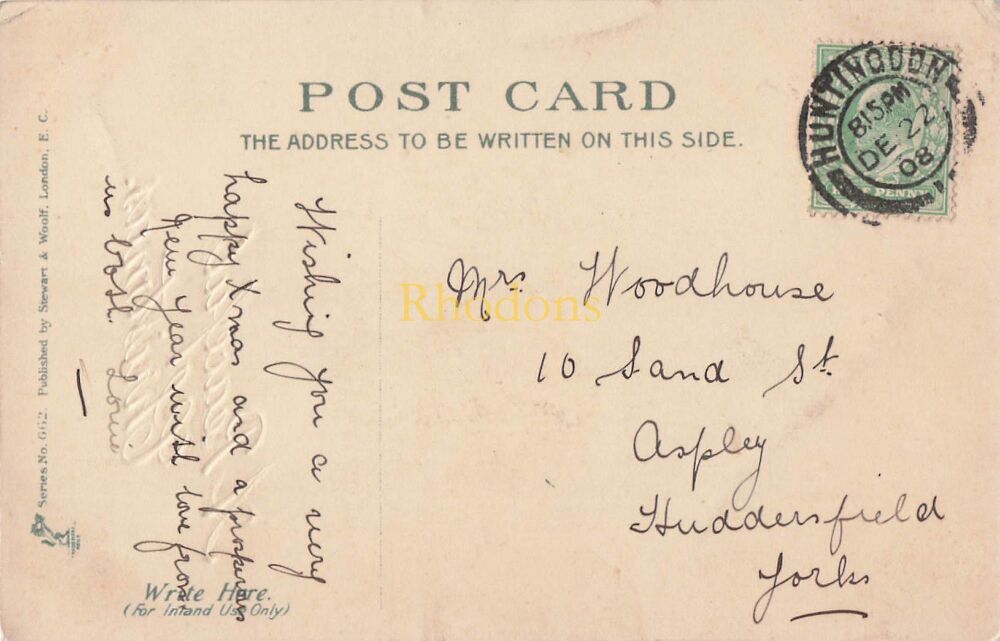 POST CARD
THE ADDRESS TO BE WRITTEN ON THIS SIDE.
HUNTINGDON
8.15 PM
DE 22
08
PENNY
Wishing you a very
happy Xmas and a prosperous
New Year with love from
us both. Louie
Mrs Woodhouse
10 Sand St.
Aspley
Huddersfield
Yorks
Rhodons
Series No. 662. Published by Stewart & Woolf, London, E. C.
Write Here.
(For Inland Use Only)